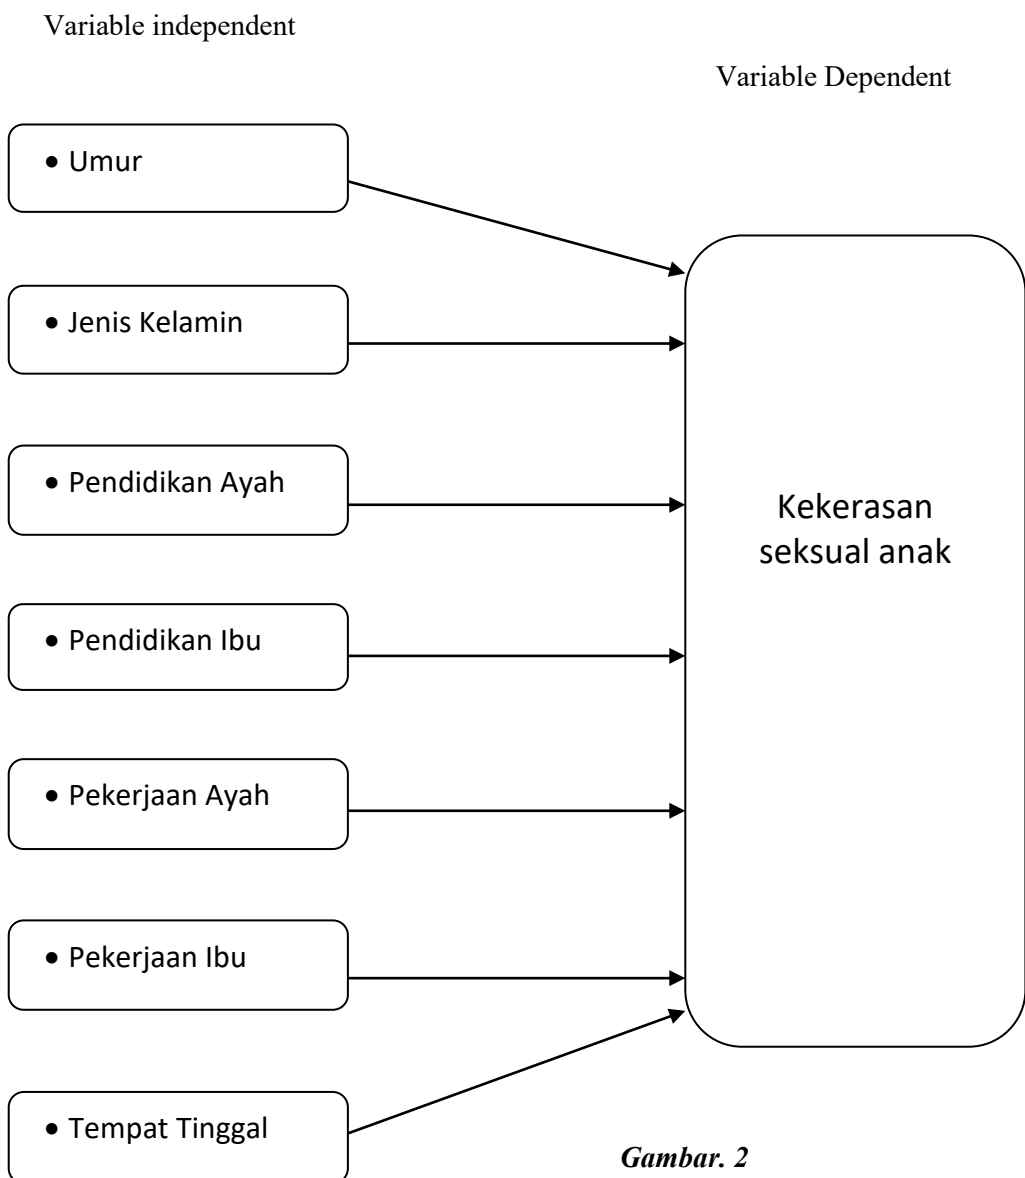 Variable independent
Variable Dependent
• Umur
• Jenis Kelamin
• Pendidikan Ayah
• Pendidikan Ibu
• Pekerjaan Ayah
• Pekerjaan Ibu
• Tempat Tinggal
Kekerasan
seksual anak
Gambar. 2